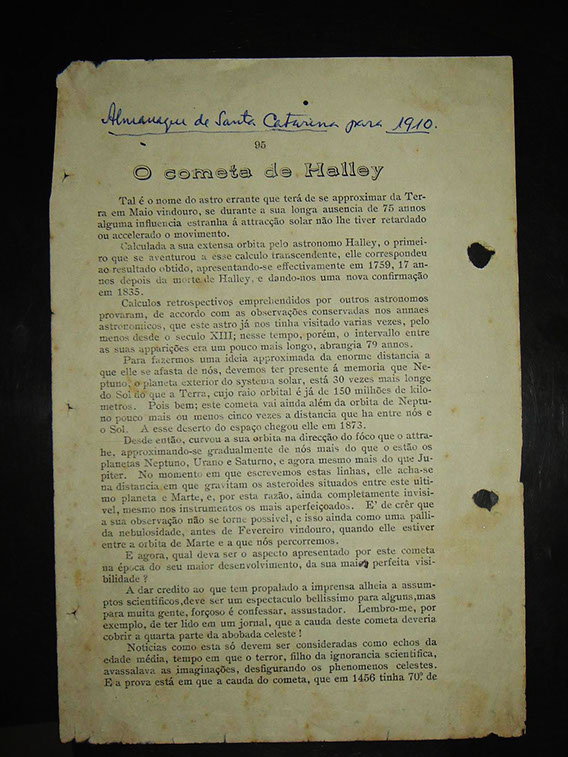 Almanaque de Santa Catarina para 1910.
95
O cometa de Halley
Tal é o nome do astro errante que terá de se approximar da Ter-
ra em Maio vindouro, se durante a sua longa ausencia de 75 annos
alguma influencia estranha á attracção solar não lhe tiver retardado
ou accelerado o movimento.
Calculada a sua extensa orbita pelo astronomo Halley, o primei-
ro que se aventurou a esse calculo transcendente, elle correspondeu
ao resultado obtido, apresentando-se effectivamente em 1759, 17 an-
nos depois da morte de Halley, e dando-nos uma nova confirmação
em 1835.
Calculos retrospectivos emprehendidos por outros astronomos
provaram, de accordo com as observações conservadas nos annaes
astronomicos, que este astro já nos tinha visitado varias vezes, pelo
menos desde o seculo XIII; nesse tempo, porém, o intervallo entre
as suas apparições era um pouco mais longo, abrangia 79 annos.
Para fazermos uma ideia approximada da enorme distancia a
que elle se afasta de nós, devemos ter presente á memoria que Ne-
ptuno, o planeta exterior do systema solar, está 30 vezes mais longe
do Sol do que a Terra, cujo raio orbital é já de 150 milhões de kilo-
metros. Pois bem; este cometa vai ainda além da orbita de Neptu-
no pouco mais ou menos cinco vezes a distancia que ha entre nós e
o Sol. A esse deserto do espaço chegou elle em 1873.
Desde então, curvou a sua orbita na direcção do fóco que o attra-
he, approximando-se gradualmente de nós mais do que o estão os
planetas Neptuno, Urano e Saturno, e agora mesmo mais do que Ju-
piter. No momento em que escrevemos estas linhas, elle acha-se
na distancia em que gravitam os asteroides situados entre este ulti-
mo planeta e Marte, e, por esta razão, ainda completamente invisi-
vel, mesmo nos instrumentos os mais aperfeiçoados. E' de crêr que
a sua observação não se torne possivel, e isso ainda como uma palli-
da nebulosidade, antes de Fevereiro vindouro, quando elle estiver
entre a orbita de Marte e a que nós percorremos.
E agora, qual deva ser o aspecto apresentado por este cometa
na época do seu maior desenvolvimento, da sua mais perfeita visi-
bilidade ?
A dar credito ao que tem propalado a imprensa alheia a assum-
ptos scientificos, deve ser um espectaculo bellissimo para alguns, mas
para muita gente, forçoso é confessar, assustador. Lembro-me, por
exemplo, de ter lido em um jornal, que a cauda deste cometa deveria
cobrir a quarta parte da abobada celeste !
Noticias como esta só devem ser consideradas como echos da
edade média, tempo em que o terror, filho da ignorancia scientifica,
avassalava as imaginações, desfigurando os phenomenos celestes.
E a prova está em que a cauda do cometa, que em 1456 tinha 70.º de